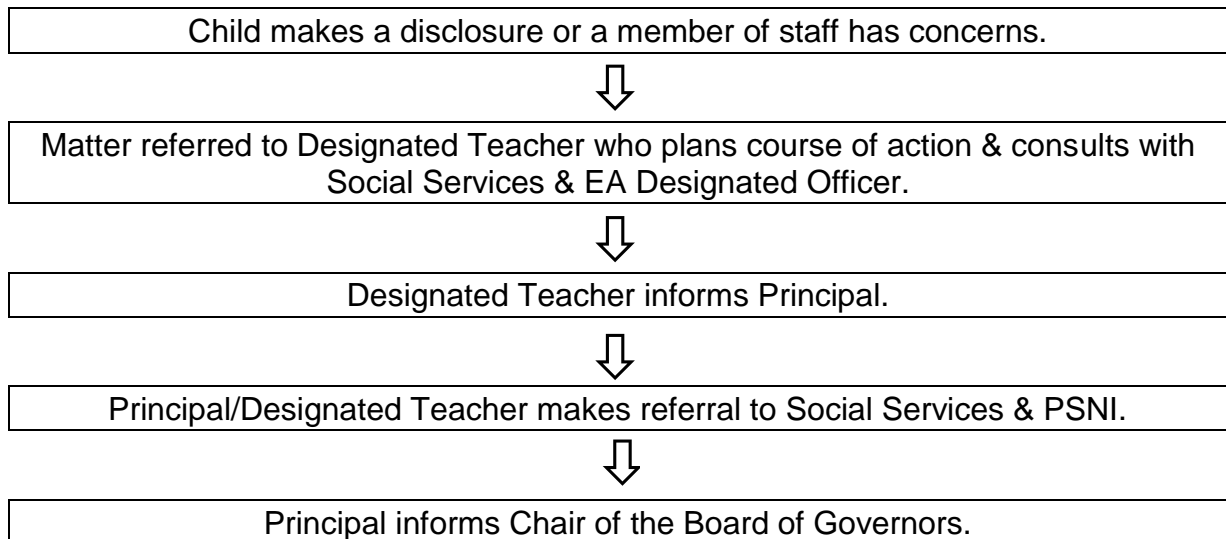 Child makes a disclosure or a member of staff has concerns.
Matter referred to Designated Teacher who plans course of action & consults with
Social Services & EA Designated Officer.
Designated Teacher informs Principal.
Principal/Designated Teacher makes referral to Social Services & PSNI.
Principal informs Chair of the Board of Governors.